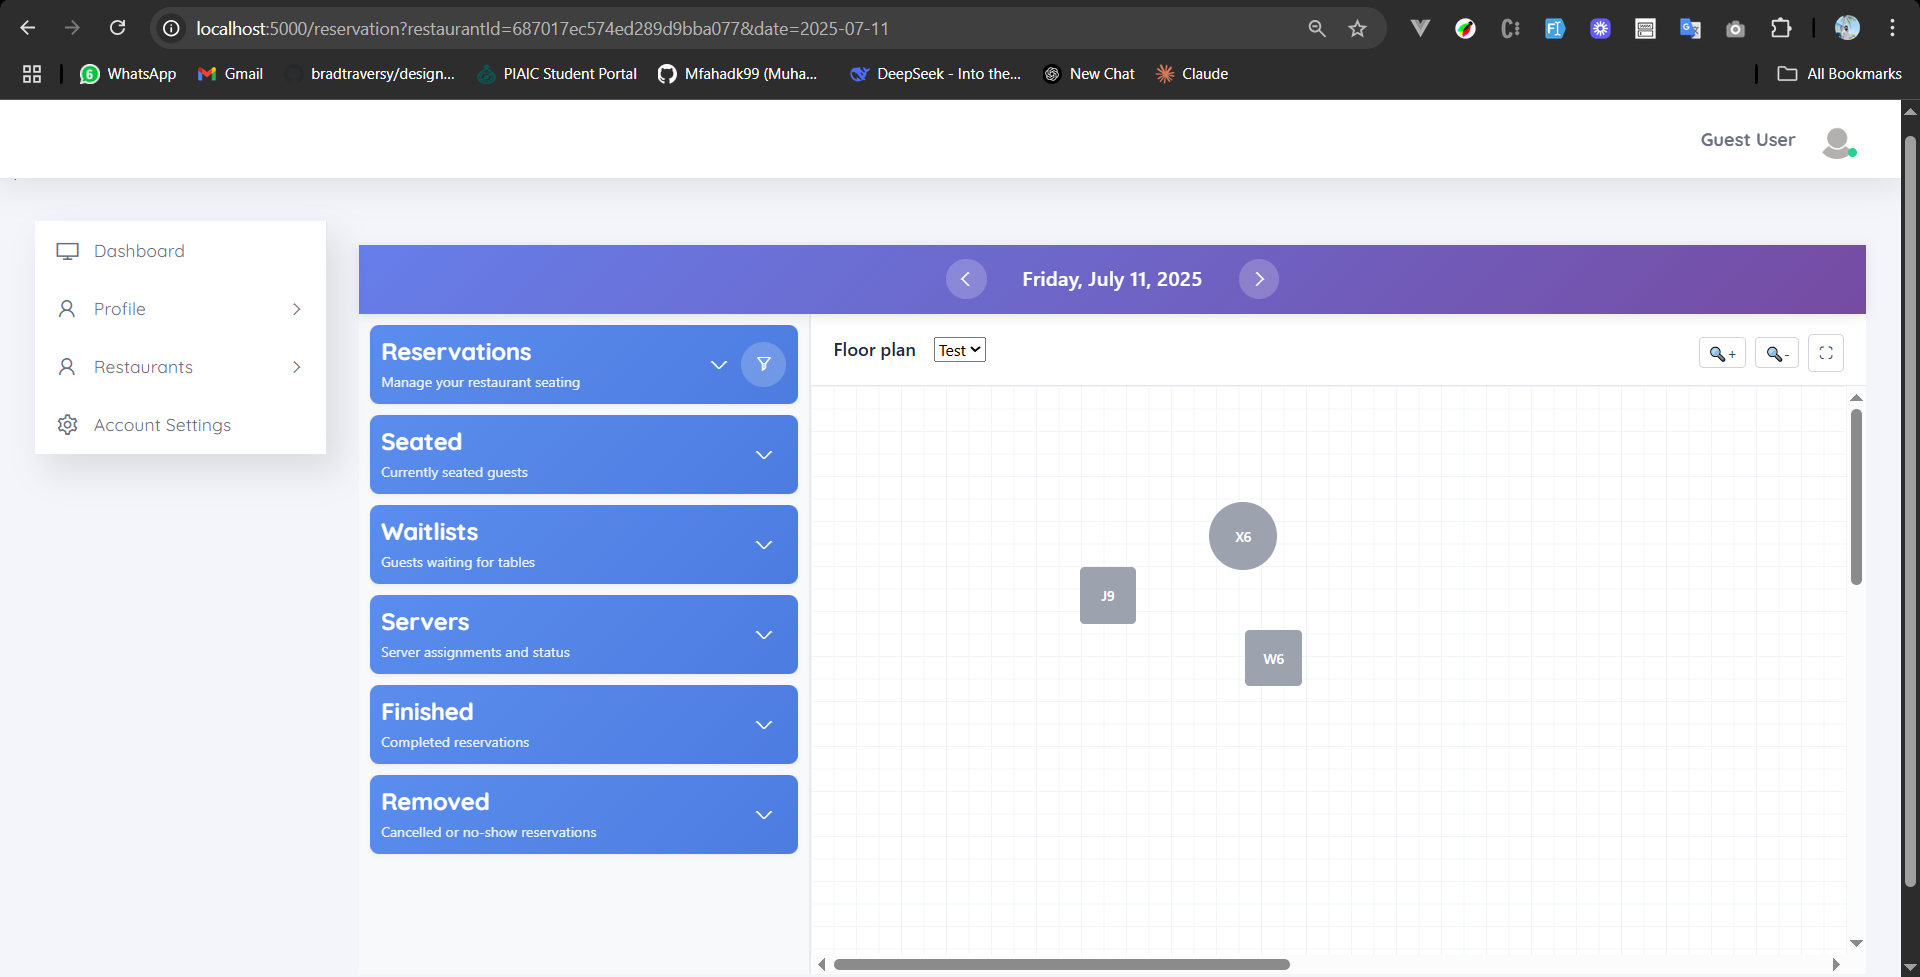 localhost:5000/reservation?restaurantId=687017ec574ed289d9bba077&date=2025-07-11
6 WhatsApp
Gmail
bradtraversy/design...
PIAIC Student Portal
Mfahadk99 (Muha...
DeepSeek - Into the...
New Chat
Claude
All Bookmarks
Guest User
Dashboard
Profile
Restaurants
Account Settings
Friday, July 11, 2025
Reservations
Manage your restaurant seating
Seated
Currently seated guests
Waitlists
Guests waiting for tables
Servers
Server assignments and status
Finished
Completed reservations
Removed
Cancelled or no-show reservations
Floor plan Test
+
-
X6
J9
W6